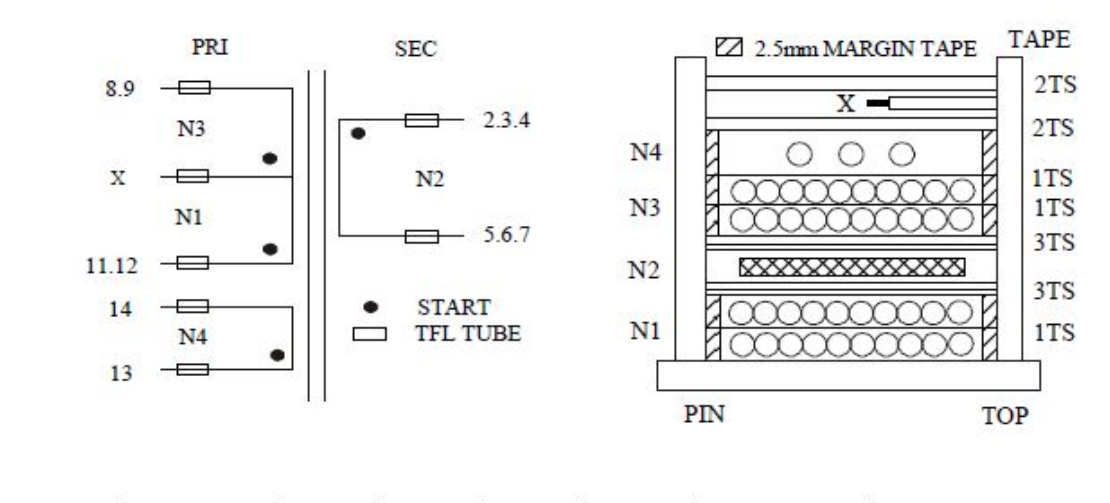 PRI
SEC
8.9
N3
X
N1
11.12
14
N4
13
2.3.4
N2
5.6.7
START
TFL TUBE
2.5mm MARGIN TAPE
TAPE
2TS
X
2TS
N4
1TS
N3
1TS
3TS
N2
3TS
N1
1TS
PIN
TOP